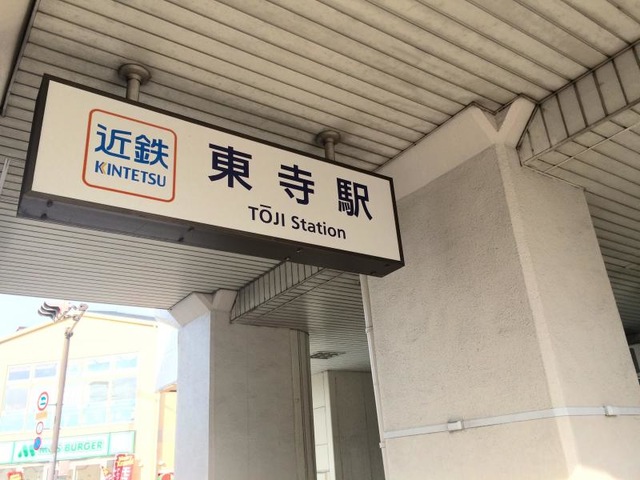 近鉄
KINTETSU
東寺駅
TŌJI Station
MOS BURGER